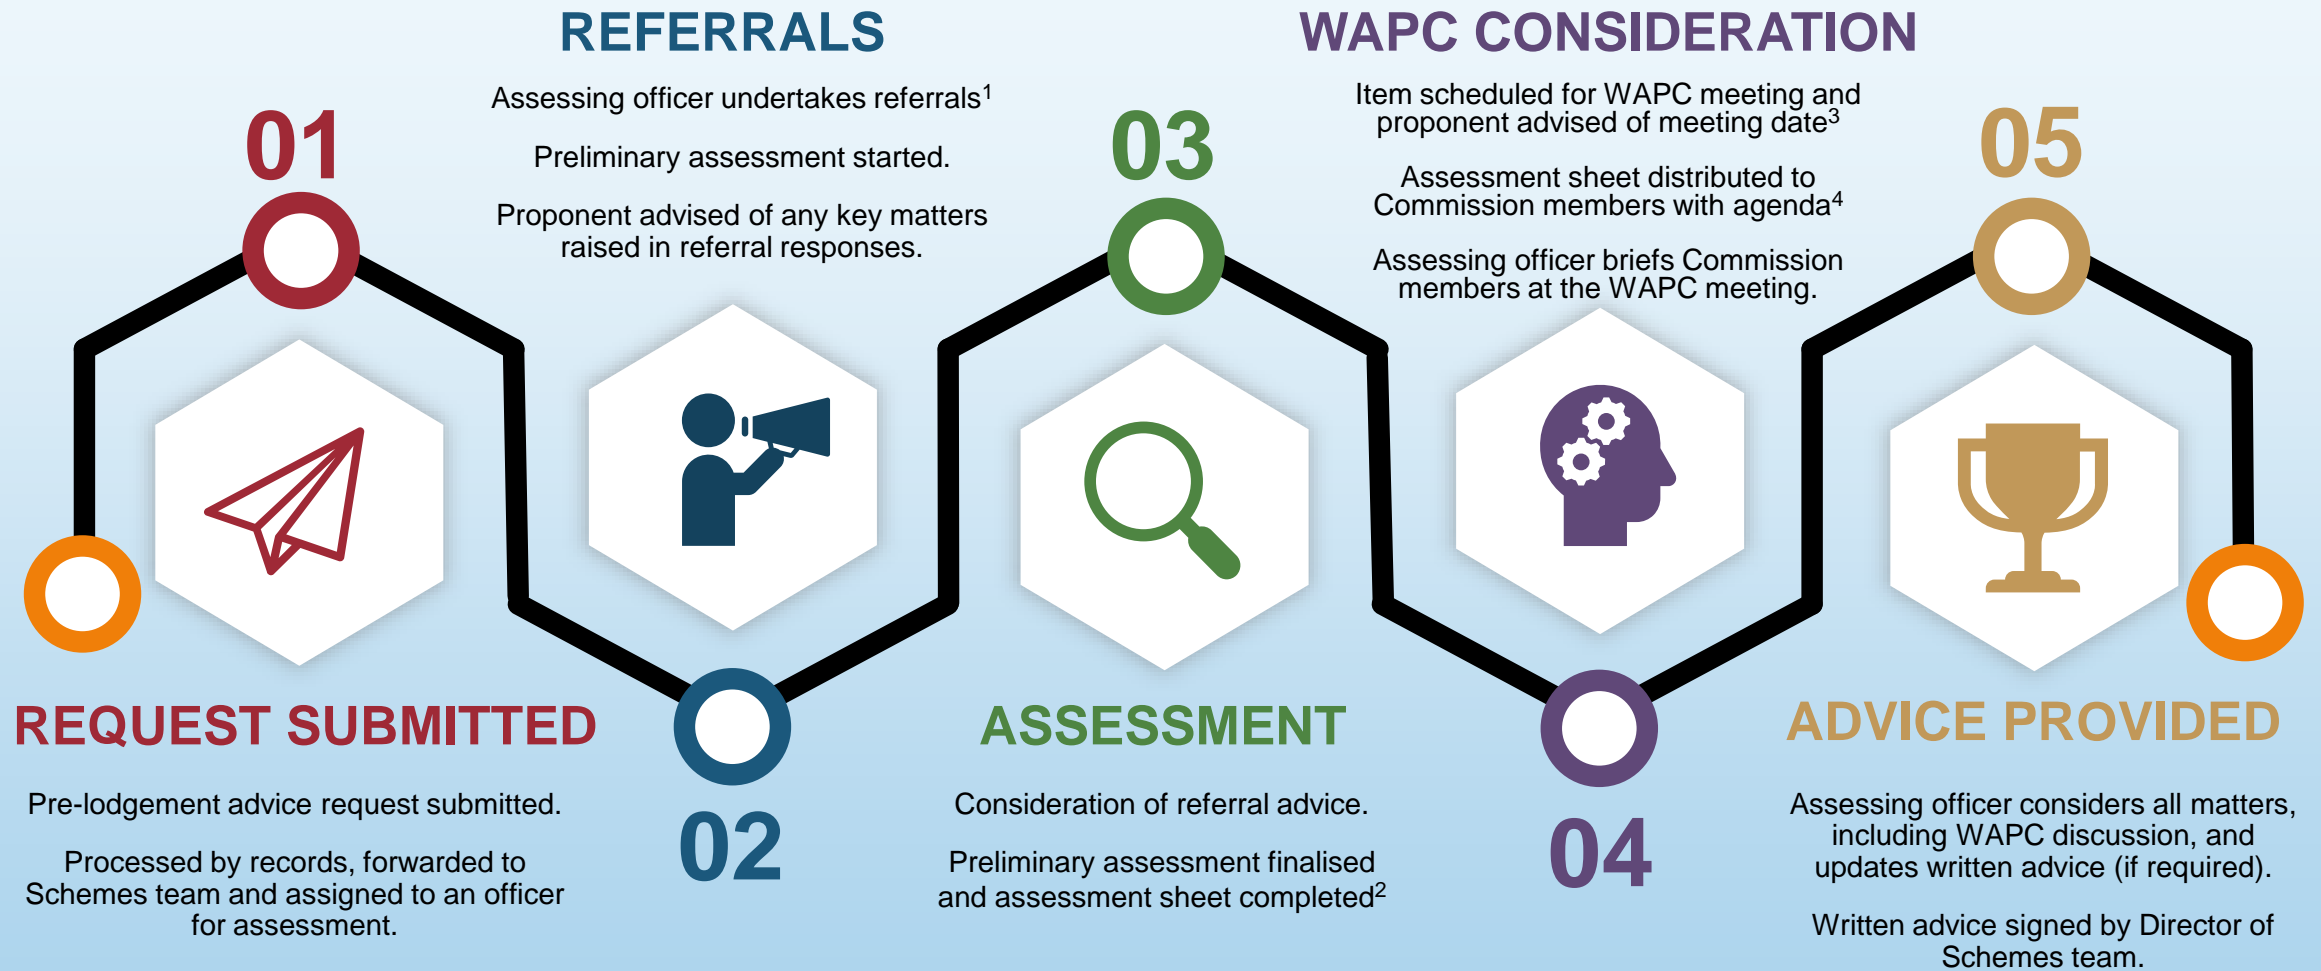 01
REQUEST SUBMITTED
Pre-lodgement advice request submitted.
Processed by records, forwarded to
Schemes team and assigned to an officer
for assessment.
REFERRALS
Assessing officer undertakes referrals¹
Preliminary assessment started.
Proponent advised of any key matters
raised in referral responses.
02
03
ASSESSMENT
Consideration of referral advice.
Preliminary assessment finalised
and assessment sheet completed²
WAPC CONSIDERATION
Item scheduled for WAPC meeting and
proponent advised of meeting date³
Assessment sheet distributed to
Commission members with agenda⁴
Assessing officer briefs Commission
members at the WAPC meeting.
04
05
ADVICE PROVIDED
Assessing officer considers all matters,
including WAPC discussion, and
updates written advice (if required).
Written advice signed by Director of
Schemes team.